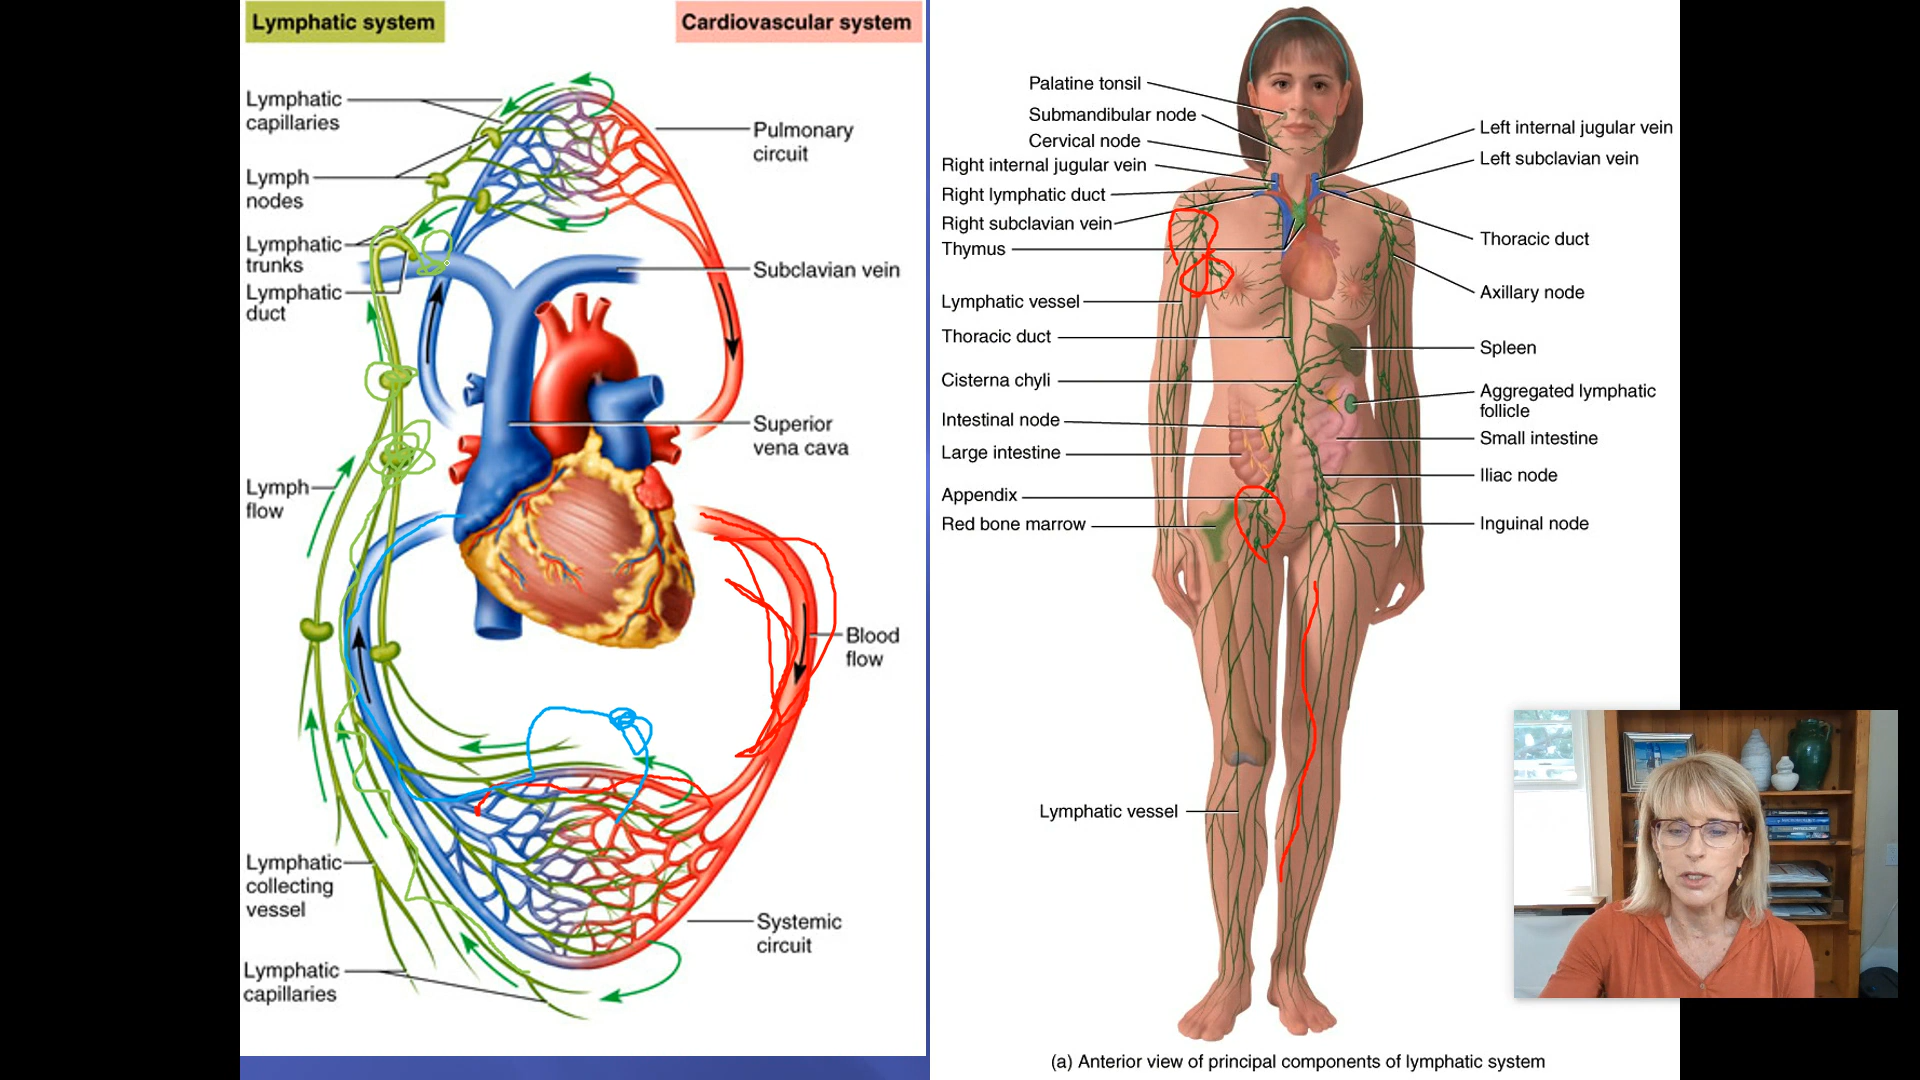 Lymphatic system
Cardiovascular system
Lymphatic
capillaries
Pulmonary
circuit
Lymph
nodes
Lymphatic
trunks
Subclavian vein
Lymphatic
duct
Superior
vena cava
Lymph
flow
Blood
flow
Lymphatic
collecting
vessel
Systemic
circuit
Lymphatic
capillaries
Palatine tonsil
Submandibular node
Cervical node
Right internal jugular vein
Right lymphatic duct
Right subclavian vein
Thymus
Lymphatic vessel
Thoracic duct
Cisterna chyli
Intestinal node
Large intestine
Appendix
Red bone marrow
Lymphatic vessel
Left internal jugular vein
Left subclavian vein
Thoracic duct
Axillary node
Spleen
Aggregated lymphatic
follicle
Small intestine
Iliac node
Inguinal node
(a) Anterior view of principal components of lymphatic system